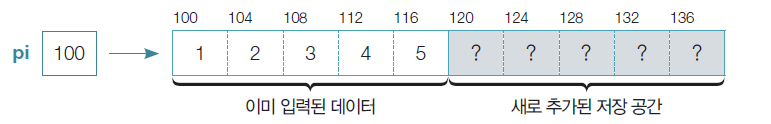 100 104 108 112 116 120 124 128 132 136
pi 100 1 2 3 4 5 ? ? ? ? ?
이미 입력된 데이터 새로 추가된 저장 공간